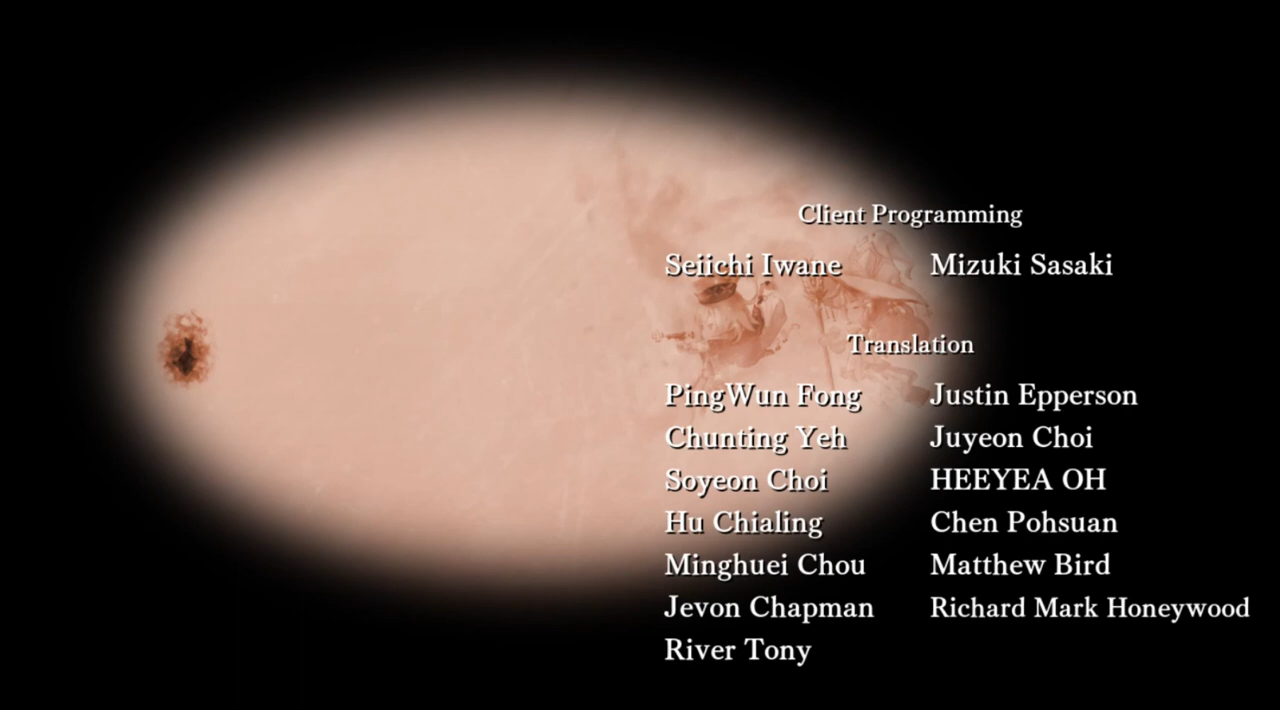 Client Programming
Seiichi Iwane Mizuki Sasaki
Translation
PingWun Fong Justin Epperson
Chunting Yeh Juyeon Choi
Soyeon Choi HEEYEA OH
Hu Chialing Chen Pohsuan
Minghuei Chou Matthew Bird
Jevon Chapman Richard Mark Honeywood
River Tony